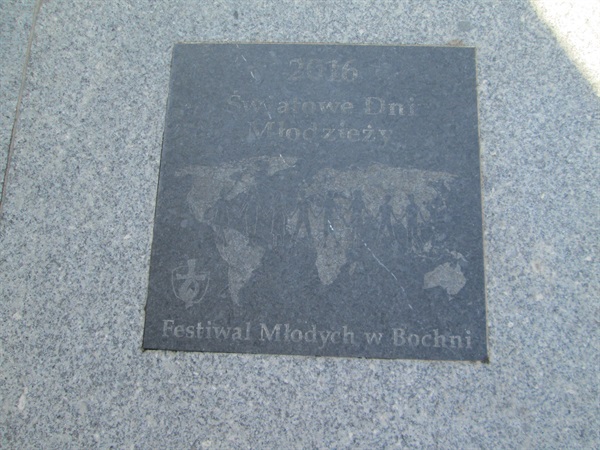 2016
Światowe Dni
Młodzieży
Festiwal Młodych w Bochni